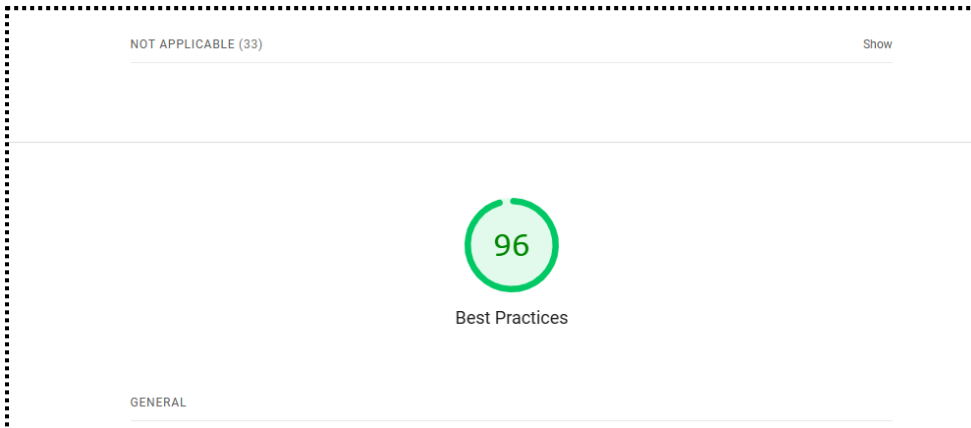 NOT APPLICABLE (33) Show
96
Best Practices
GENERAL